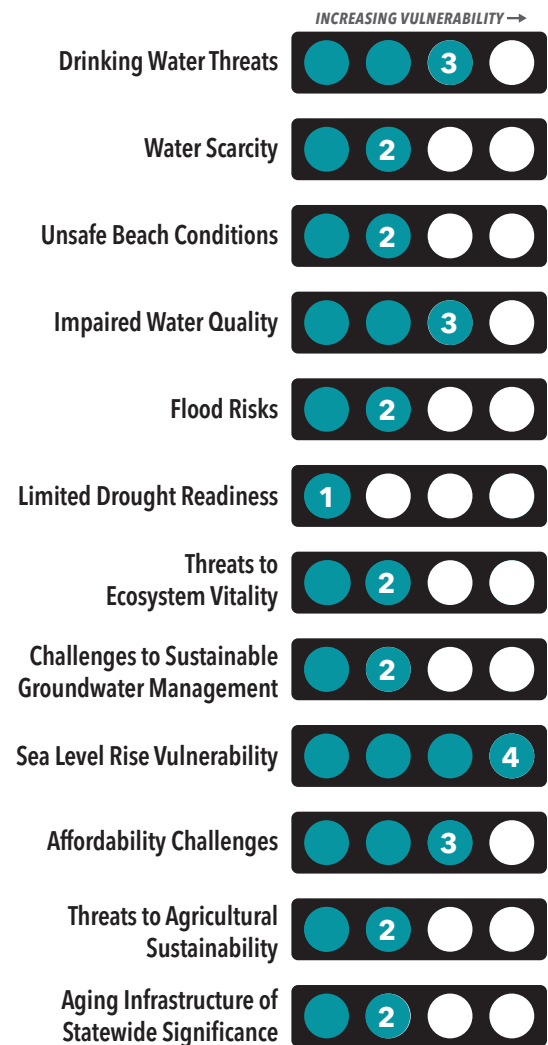 INCREASING VULNERABILITY →
Drinking Water Threats 3
Water Scarcity 2
Unsafe Beach Conditions 2
Impaired Water Quality 3
Flood Risks 2
Limited Drought Readiness 1
Threats to
Ecosystem Vitality 2
Challenges to Sustainable
Groundwater Management 2
Sea Level Rise Vulnerability 4
Affordability Challenges 3
Threats to Agricultural
Sustainability 2
Aging Infrastructure of
Statewide Significance 2